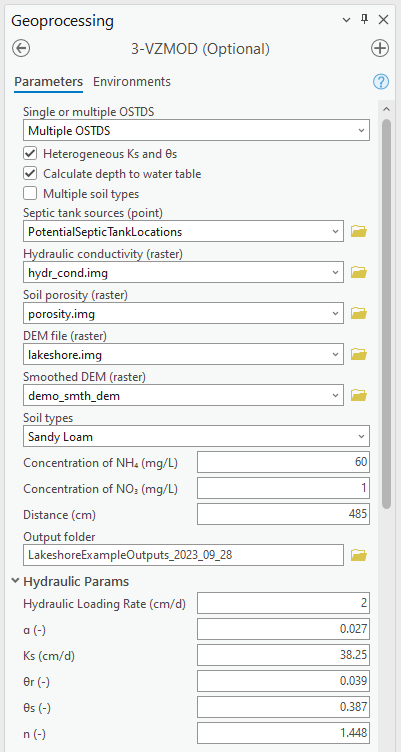 Geoprocessing
3-VZMOD (Optional)
Parameters Environments
?
Single or multiple OSTDS
Multiple OSTDS
Heterogeneous Ks and θs
Calculate depth to water table
Multiple soil types
Septic tank sources (point)
PotentialSepticTankLocations
Hydraulic conductivity (raster)
hydr_cond.img
Soil porosity (raster)
porosity.img
DEM file (raster)
lakeshore.img
Smoothed DEM (raster)
demo_smth_dem
Soil types
Sandy Loam
Concentration of NH₄ (mg/L) 60
Concentration of NO₃ (mg/L) 1
Distance (cm) 485
Output folder
LakeshoreExampleOutputs_2023_09_28
Hydraulic Params
Hydraulic Loading Rate (cm/d) 2
α (-) 0.027
Ks (cm/d) 38.25
θr (-) 0.039
θs (-) 0.387
n (-) 1.448